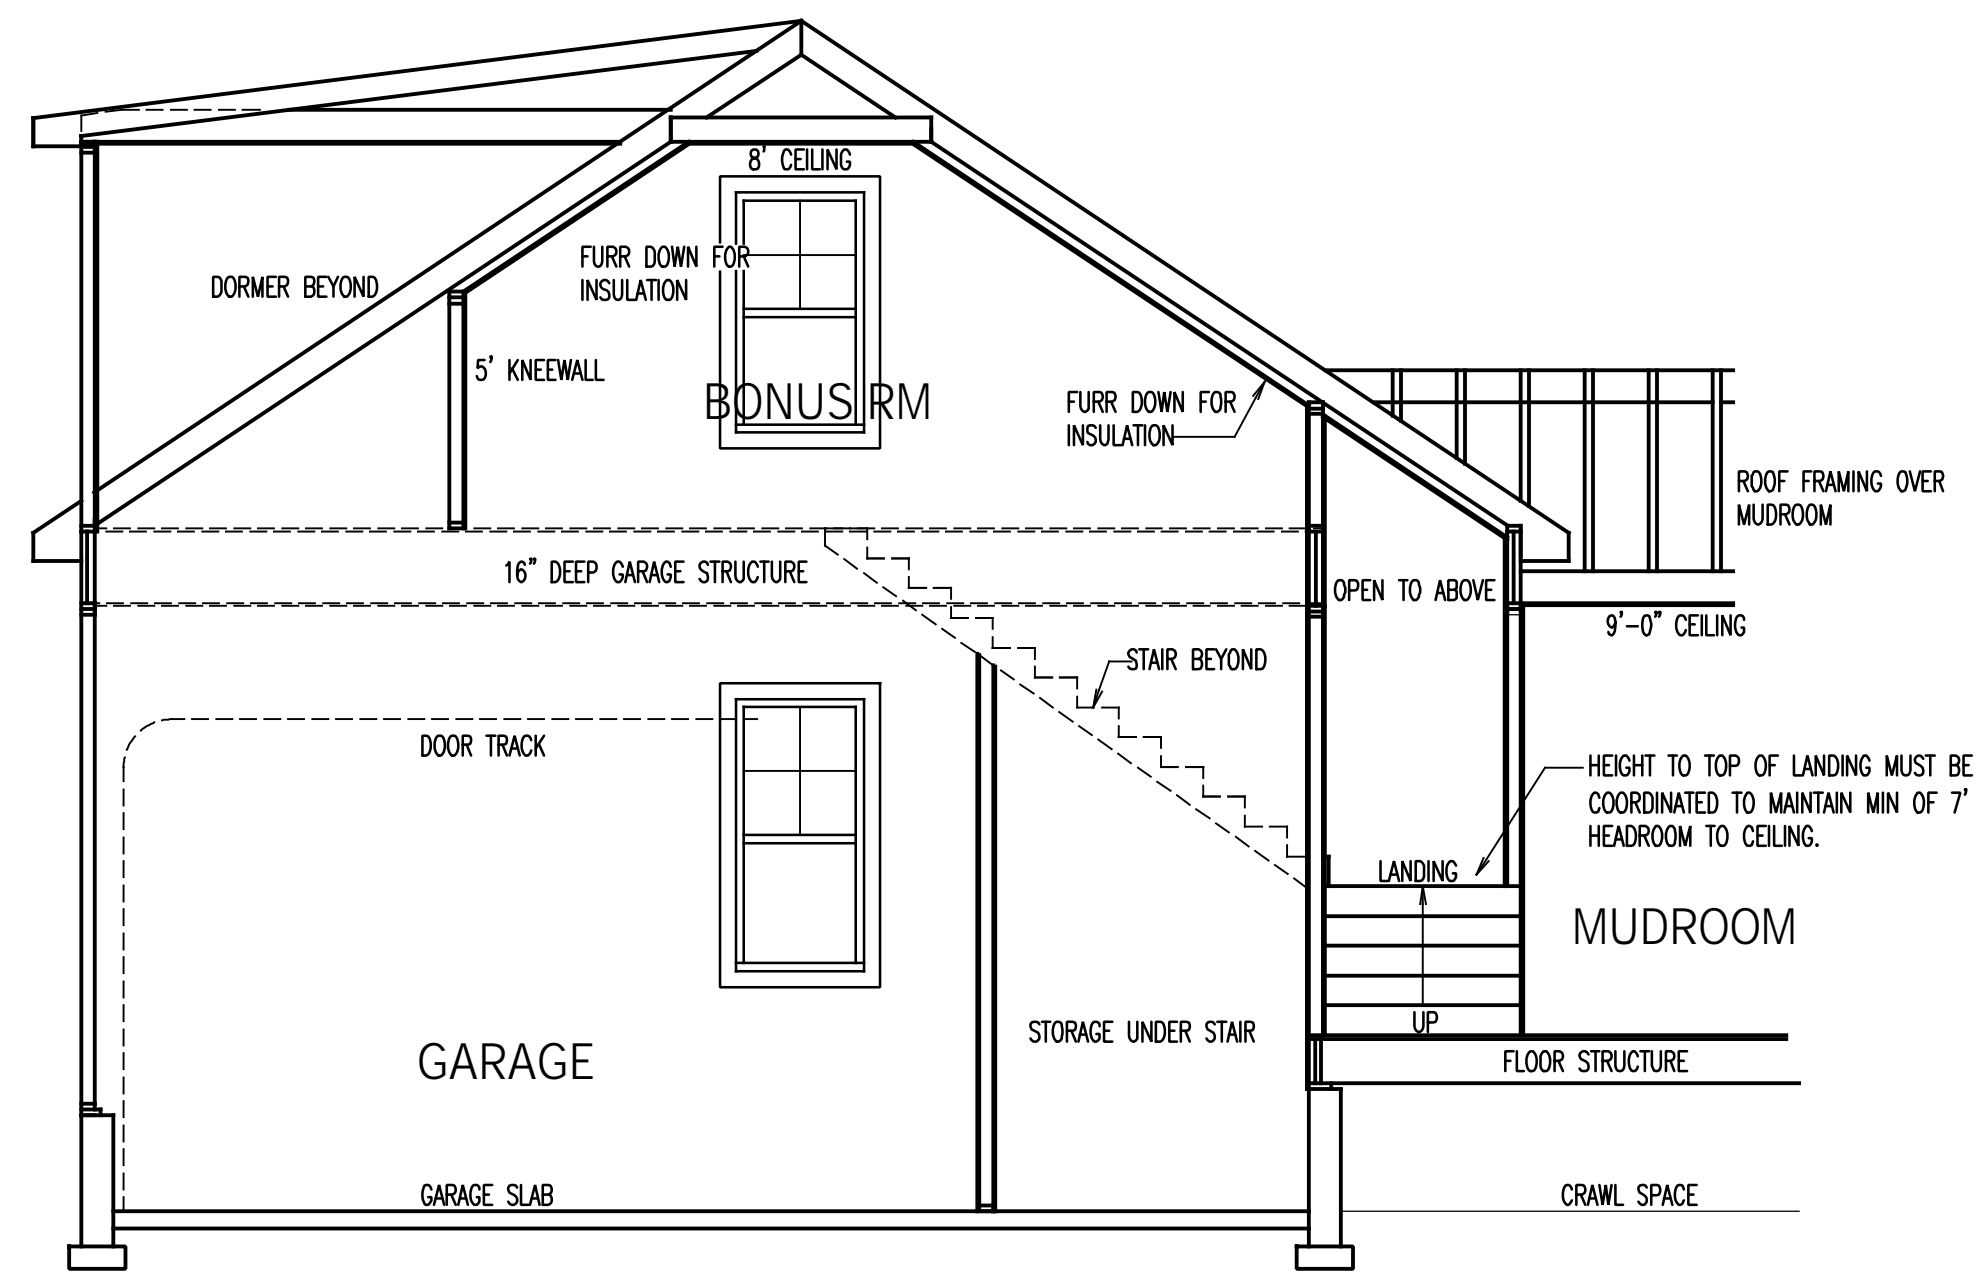 8' CEILING
DORMER BEYOND
FURR DOWN FOR
INSULATION
5' KNEEWALL
BONUS RM
FURR DOWN FOR
INSULATION
ROOF FRAMING OVER
MUDROOM
16" DEEP GARAGE STRUCTURE
OPEN TO ABOVE
9'-0" CEILING
STAIR BEYOND
DOOR TRACK
HEIGHT TO TOP OF LANDING MUST BE
COORDINATED TO MAINTAIN MIN OF 7'
HEADROOM TO CEILING.
LANDING
MUDROOM
UP
STORAGE UNDER STAIR
GARAGE
FLOOR STRUCTURE
GARAGE SLAB
CRAWL SPACE